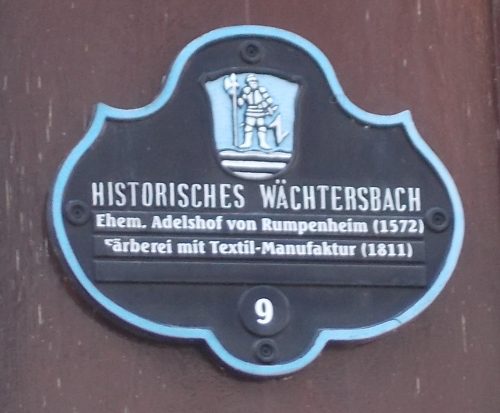 HISTORISCHES WÄCHTERSBACH
Ehem. Adelshof von Rumpenheim (1572)
Färberei mit Textil-Manufaktur (1811)
9